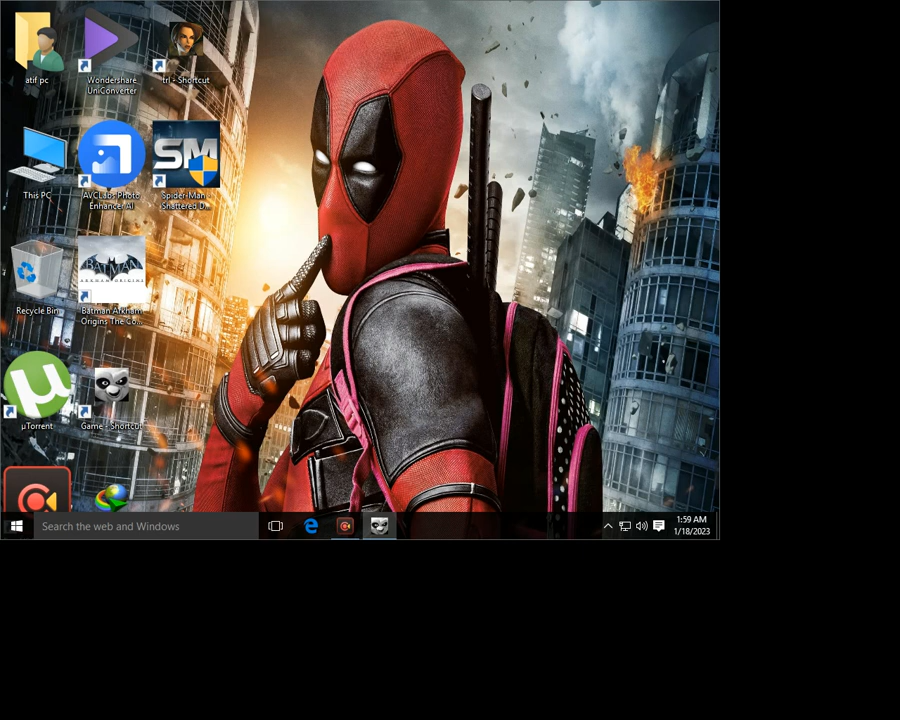 atif pc
Wondershare
UniConverter
trl - Shortcut
This PC
AVCLabs Photo
Enhancer AI
SM
Spider-Man
Shattered D...
Recycle Bin
BATMAN
ARKHAM ORIGINS
Batman Arkham
Origins The Co...
µ
µTorrent
Game - Shortcut
Search the web and Windows
1:59 AM
1/18/2023